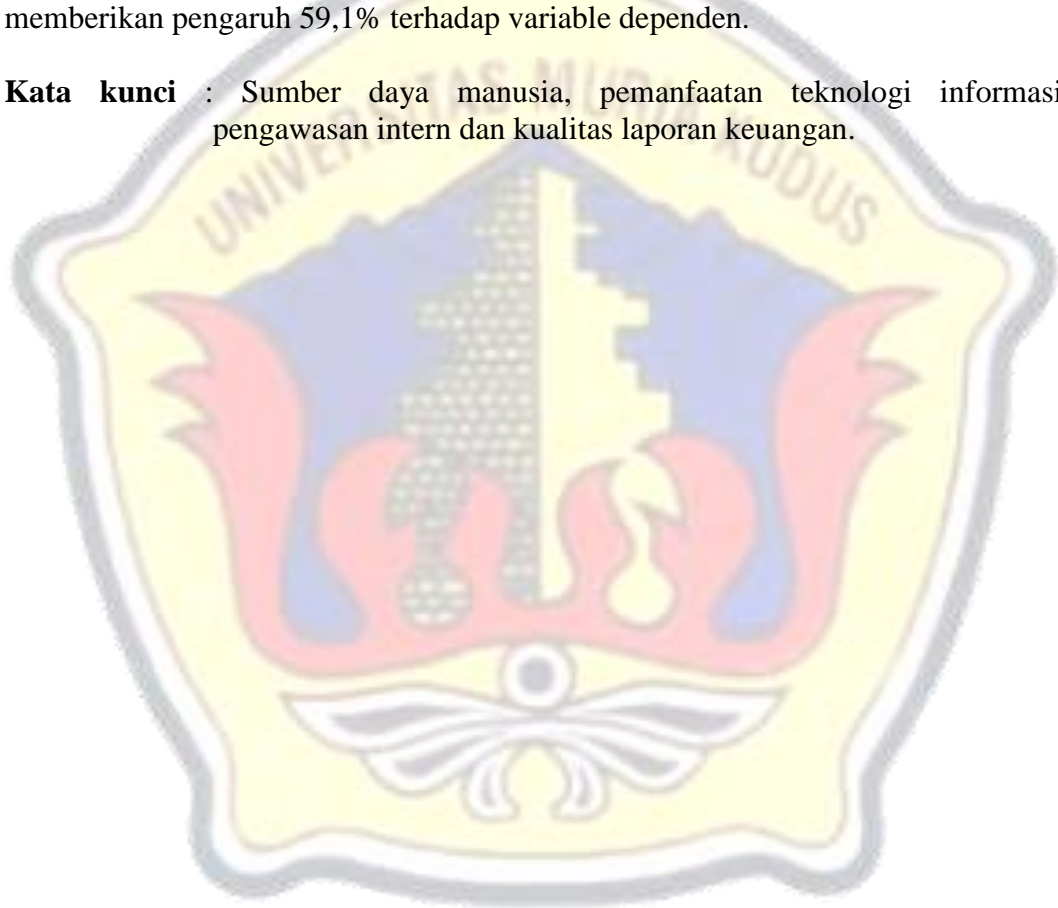 memberikan pengaruh 59,1% terhadap variable dependen.
Kata kunci : Sumber daya manusia, pemanfaatan teknologi informasi
pengawasan intern dan kualitas laporan keuangan.
UNIVERSITAS MURIA KUDUS